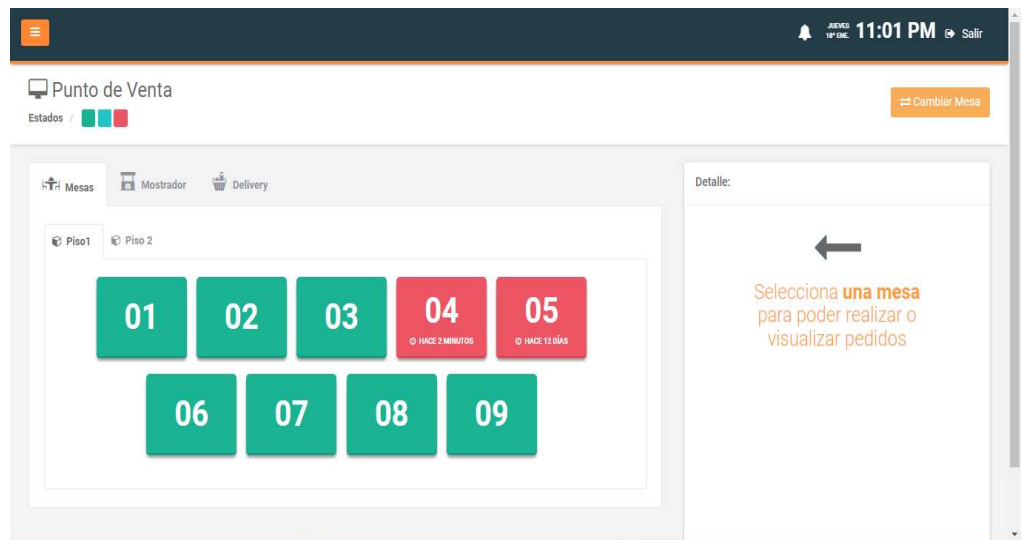 JUEVES
18º ENE.
11:01 PM
Salir
Punto de Venta
Estados /
Cambiar Mesa
Mesas
Mostrador
Delivery
Detalle:
Piso1
Piso 2
01
02
03
04
HACE 2 MINUTOS
05
HACE 12 DÍAS
06
07
08
09
Selecciona una mesa
para poder realizar o
visualizar pedidos